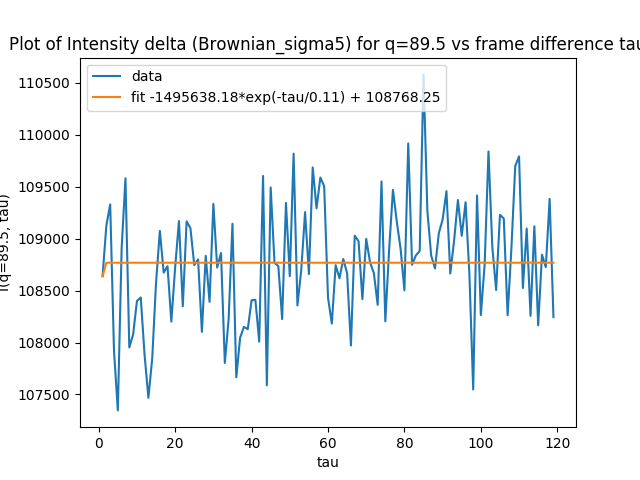 Plot of Intensity delta (Brownian_sigma5) for q=89.5 vs frame difference tau
data
fit -1495638.18*exp(-tau/0.11) + 108768.25
110500
110000
109500
109000
108500
108000
107500
I(q=89.5, tau)
0 20 40 60 80 100 120
tau